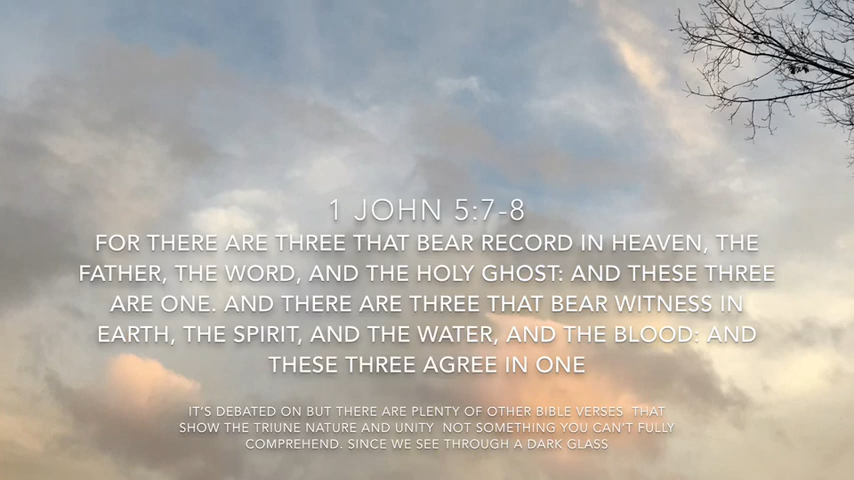 1 JOHN 5:7-8
FOR THERE ARE THREE THAT BEAR RECORD IN HEAVEN, THE
FATHER, THE WORD, AND THE HOLY GHOST: AND THESE THREE
ARE ONE. AND THERE ARE THREE THAT BEAR WITNESS IN
EARTH, THE SPIRIT, AND THE WATER, AND THE BLOOD: AND
THESE THREE AGREE IN ONE
IT'S DEBATED ON BUT THERE ARE PLENTY OF OTHER BIBLE VERSES THAT
SHOW THE TRIUNE NATURE AND UNITY NOT SOMETHING YOU CAN'T FULLY
COMPREHEND. SINCE WE SEE THROUGH A DARK GLASS